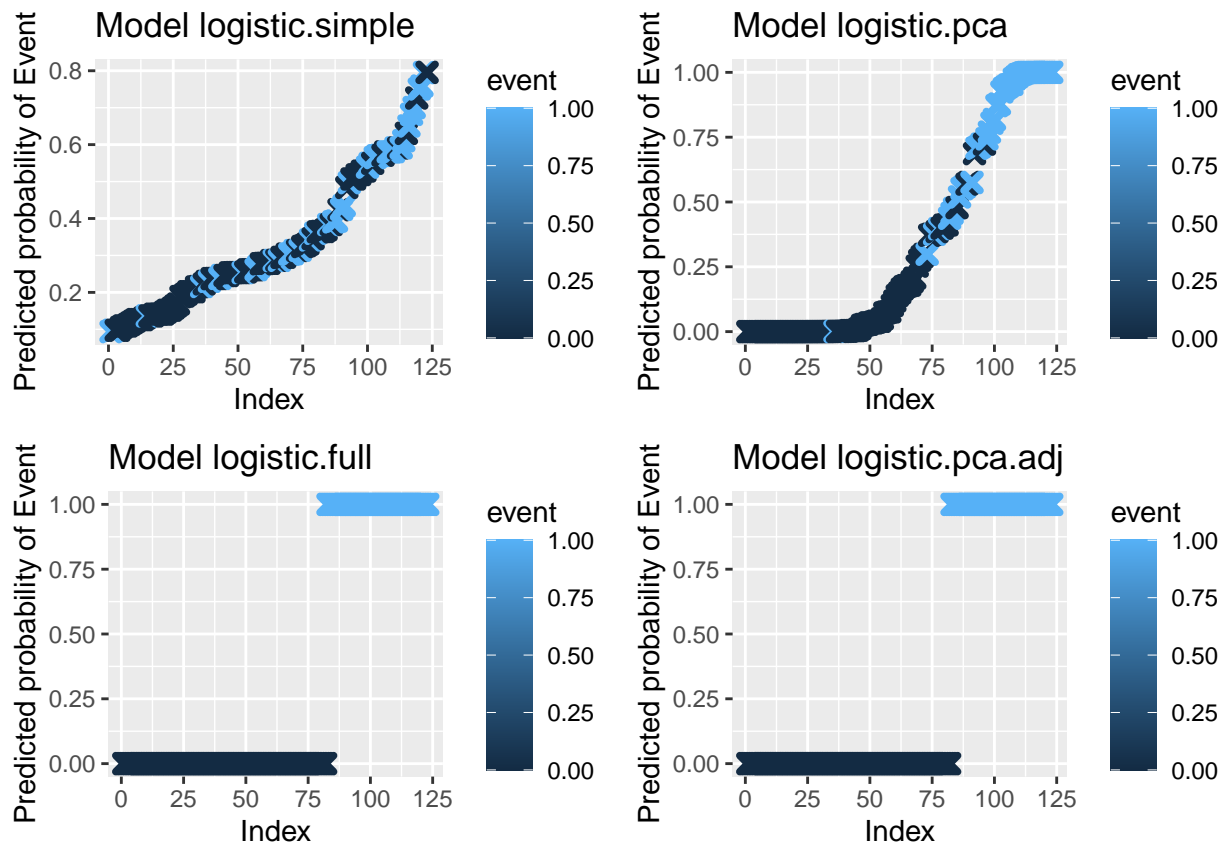 Model logistic.simple
Predicted probability of Event
0.8
0.6
0.4
0.2
0 25 50 75 100 125
Index
event
1.00
0.75
0.50
0.25
0.00
Model logistic.pca
Predicted probability of Event
1.00
0.75
0.50
0.25
0.00
0 25 50 75 100 125
Index
event
1.00
0.75
0.50
0.25
0.00
Model logistic.full
Predicted probability of Event
1.00
0.75
0.50
0.25
0.00
0 25 50 75 100 125
Index
event
1.00
0.75
0.50
0.25
0.00
Model logistic.pca.adj
Predicted probability of Event
1.00
0.75
0.50
0.25
0.00
0 25 50 75 100 125
Index
event
1.00
0.75
0.50
0.25
0.00